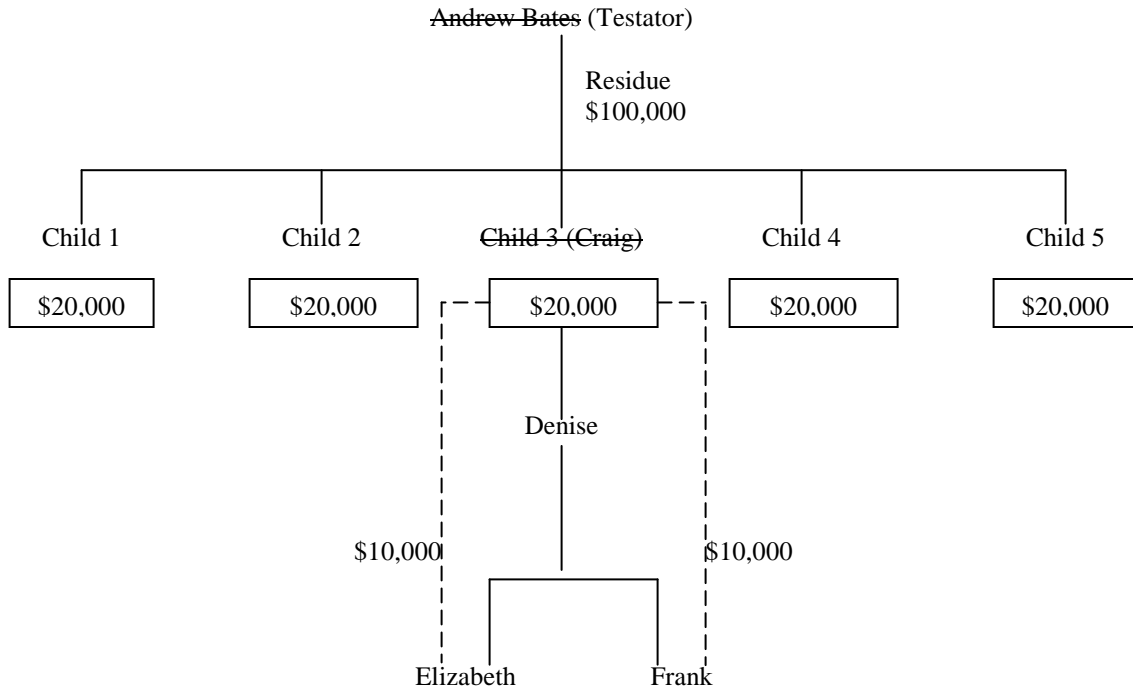 Andrew Bates (Testator)
Residue
$100,000
Child 1 Child 2 Child 3 (Craig) Child 4 Child 5
$20,000 $20,000 $20,000 $20,000 $20,000
Denise
$10,000 $10,000
Elizabeth Frank